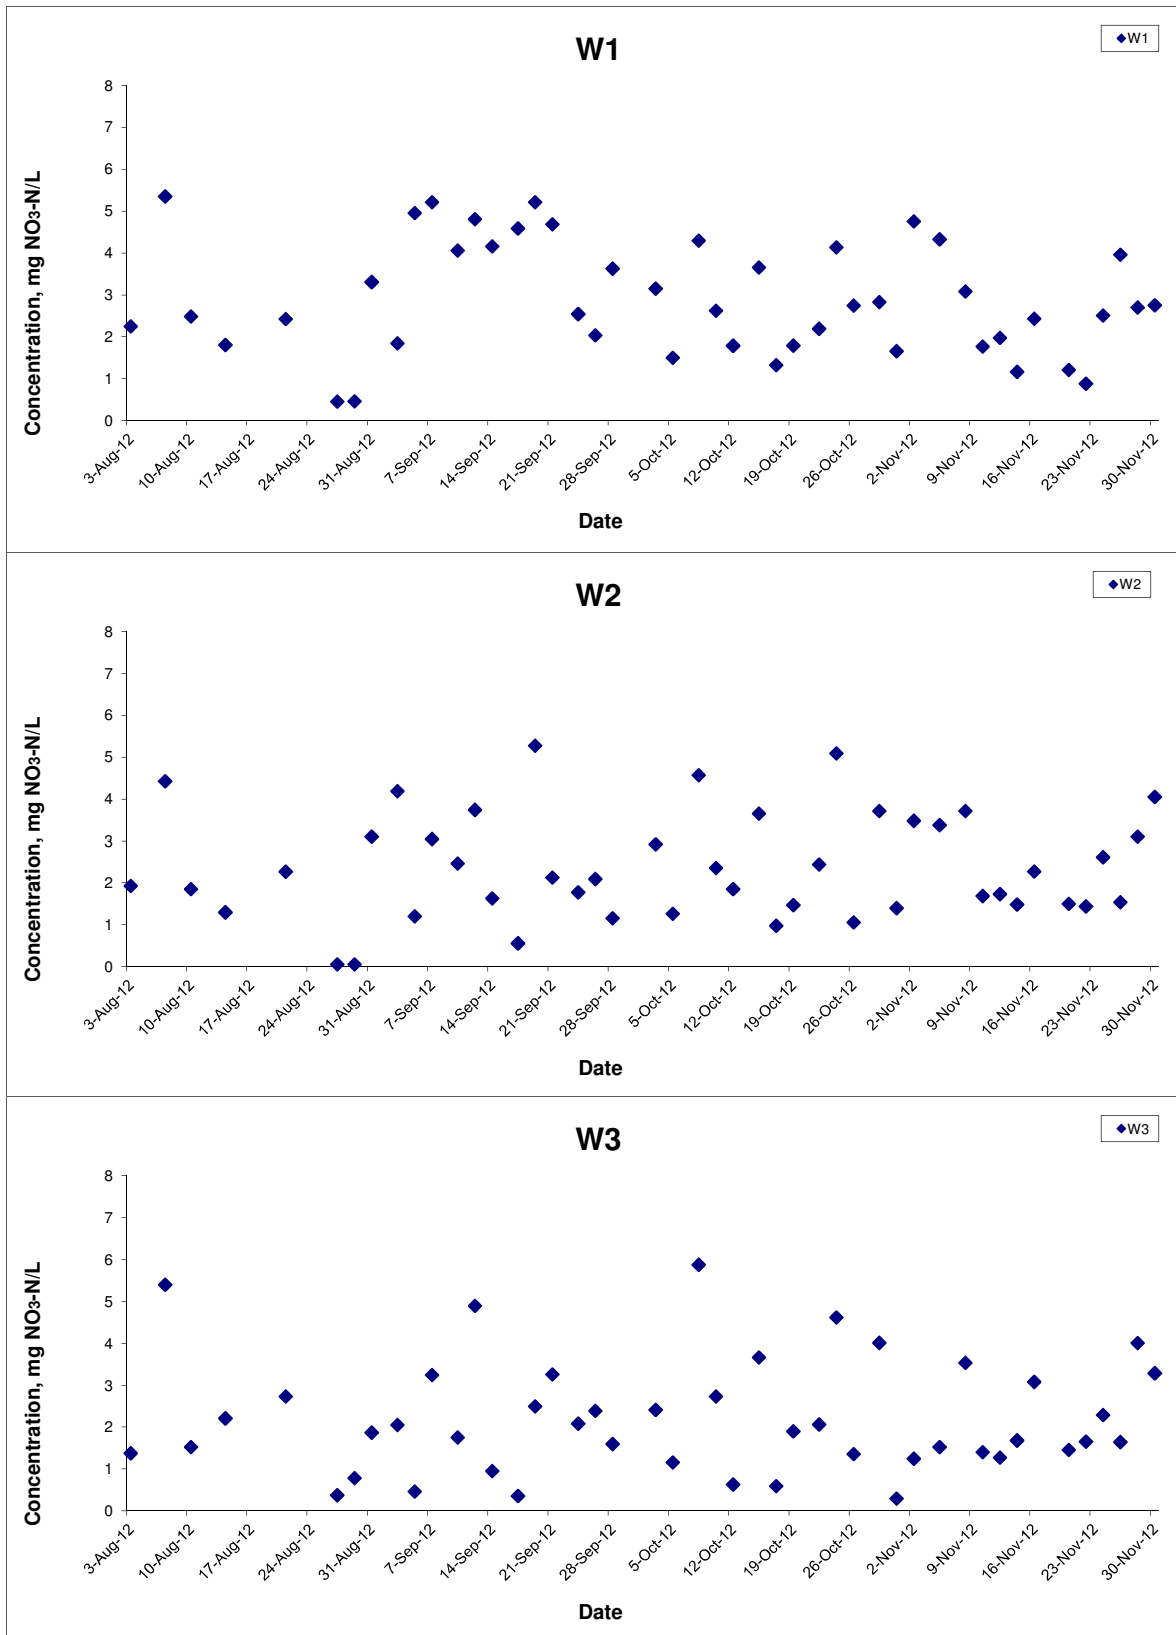 W1
W1
8
7
6
5
4
3
2
1
0
Concentration, mg NO3-N/L
3-Aug-12
10-Aug-12
17-Aug-12
24-Aug-12
31-Aug-12
7-Sep-12
14-Sep-12
21-Sep-12
28-Sep-12
5-Oct-12
12-Oct-12
19-Oct-12
26-Oct-12
2-Nov-12
9-Nov-12
16-Nov-12
23-Nov-12
30-Nov-12
Date
W2
W2
8
7
6
5
4
3
2
1
0
Concentration, mg NO3-N/L
3-Aug-12
10-Aug-12
17-Aug-12
24-Aug-12
31-Aug-12
7-Sep-12
14-Sep-12
21-Sep-12
28-Sep-12
5-Oct-12
12-Oct-12
19-Oct-12
26-Oct-12
2-Nov-12
9-Nov-12
16-Nov-12
23-Nov-12
30-Nov-12
Date
W3
W3
8
7
6
5
4
3
2
1
0
Concentration, mg NO3-N/L
3-Aug-12
10-Aug-12
17-Aug-12
24-Aug-12
31-Aug-12
7-Sep-12
14-Sep-12
21-Sep-12
28-Sep-12
5-Oct-12
12-Oct-12
19-Oct-12
26-Oct-12
2-Nov-12
9-Nov-12
16-Nov-12
23-Nov-12
30-Nov-12
Date